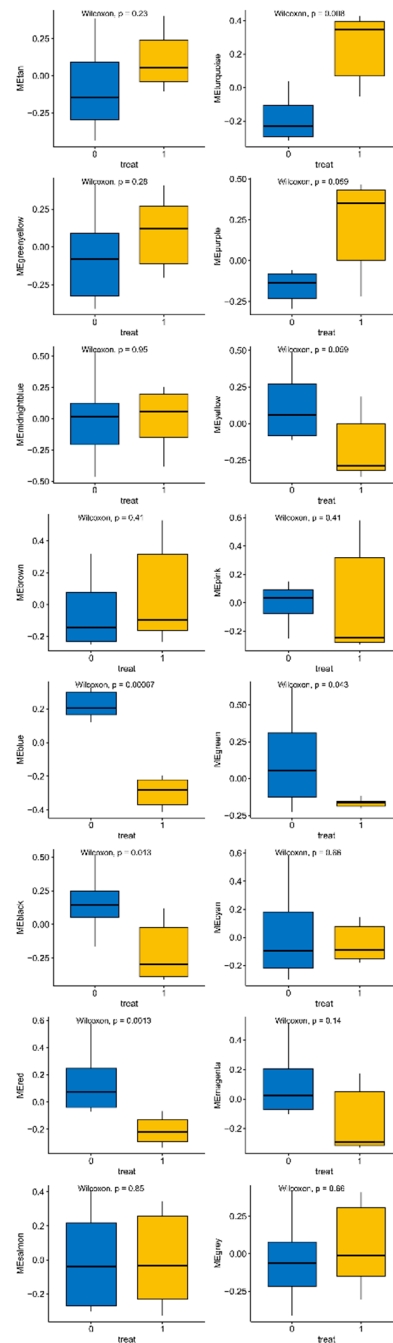 Wilcoxon, p = 0.23
MEtan
0.25
0.00
−0.25
0 1
treat
MEturquoise
0.4
0.2
0.0
−0.2
0 1
treat
Wilcoxon, p = 0.28
MEgreenyellow
0.25
0.00
−0.25
0 1
treat
Wilcoxon, p = 0.059
MEpurple
0.50
0.25
0.00
−0.25
0 1
treat
Wilcoxon, p = 0.95
MEmidnightblue
0.50
0.25
0.00
−0.25
−0.50
0 1
treat
Wilcoxon, p = 0.059
MEyellow
0.50
0.25
0.00
−0.25
0 1
treat
Wilcoxon, p = 0.41
MEbrown
0.4
0.2
0.0
−0.2
0 1
treat
Wilcoxon, p = 0.41
MEpink
0.6
0.4
0.2
0.0
−0.2
0 1
treat
Wilcoxon, p = 0.00067
MEblue
0.2
0.0
−0.2
−0.4
0 1
treat
Wilcoxon, p = 0.043
MEgreen
0.50
0.25
0.00
−0.25
0 1
treat
Wilcoxon, p = 0.013
MEblack
0.50
0.25
0.00
−0.25
0 1
treat
Wilcoxon, p = 0.66
MEcyan
0.6
0.4
0.2
0.0
−0.2
0 1
treat
Wilcoxon, p = 0.0013
MEred
0.6
0.4
0.2
0.0
−0.2
0 1
treat
Wilcoxon, p = 0.14
MEmagenta
0.4
0.2
0.0
−0.2
0 1
treat
Wilcoxon, p = 0.85
MEsalmon
0.4
0.2
0.0
−0.2
0 1
treat
Wilcoxon, p = 0.66
MEgrey
0.25
0.00
−0.25
0 1
treat